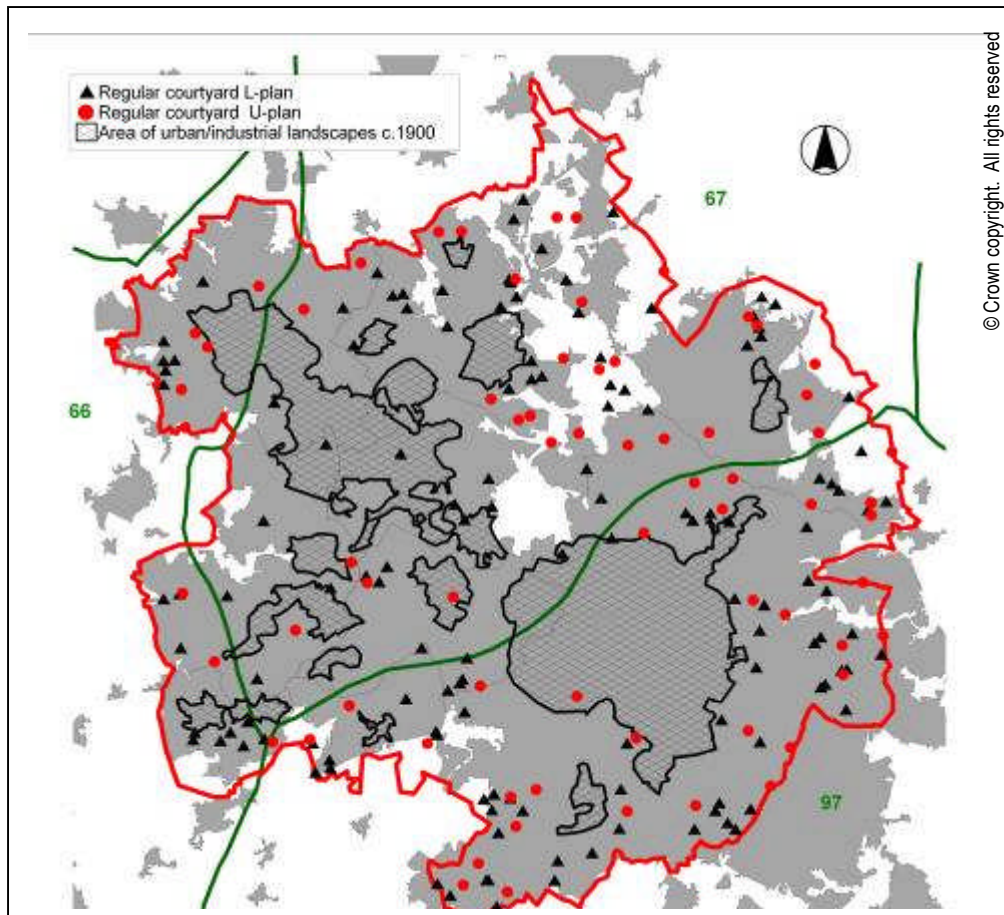 Regular courtyard L-plan
Regular courtyard U-plan
Area of urban/industrial landscapes c.1900
67
66
97
© Crown copyright. All rights reserved